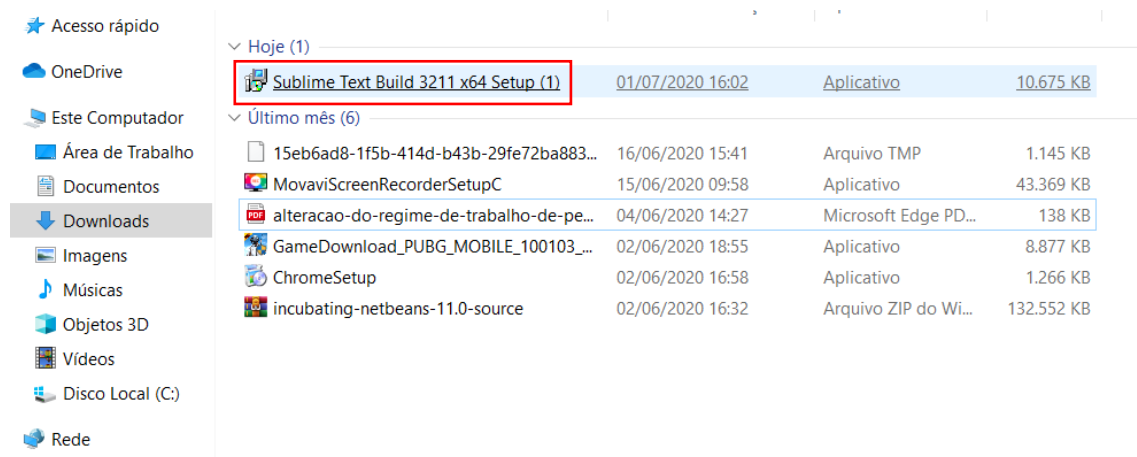 Acesso rápido
OneDrive
Este Computador
Área de Trabalho
Documentos
Downloads
Imagens
Músicas
Objetos 3D
Vídeos
Disco Local (C:)
Rede
Hoje (1)
Sublime Text Build 3211 x64 Setup (1) 01/07/2020 16:02 Aplicativo 10.675 KB
Último mês (6)
15eb6ad8-1f5b-414d-b43b-29fe72ba883... 16/06/2020 15:41 Arquivo TMP 1.145 KB
MovaviScreenRecorderSetupC 15/06/2020 09:58 Aplicativo 43.369 KB
PDF alteracao-do-regime-de-trabalho-de-pe... 04/06/2020 14:27 Microsoft Edge PD... 138 KB
GameDownload_PUBG_MOBILE_100103_... 02/06/2020 18:55 Aplicativo 8.877 KB
ChromeSetup 02/06/2020 16:58 Aplicativo 1.266 KB
incubating-netbeans-11.0-source 02/06/2020 16:32 Arquivo ZIP do Wi... 132.552 KB